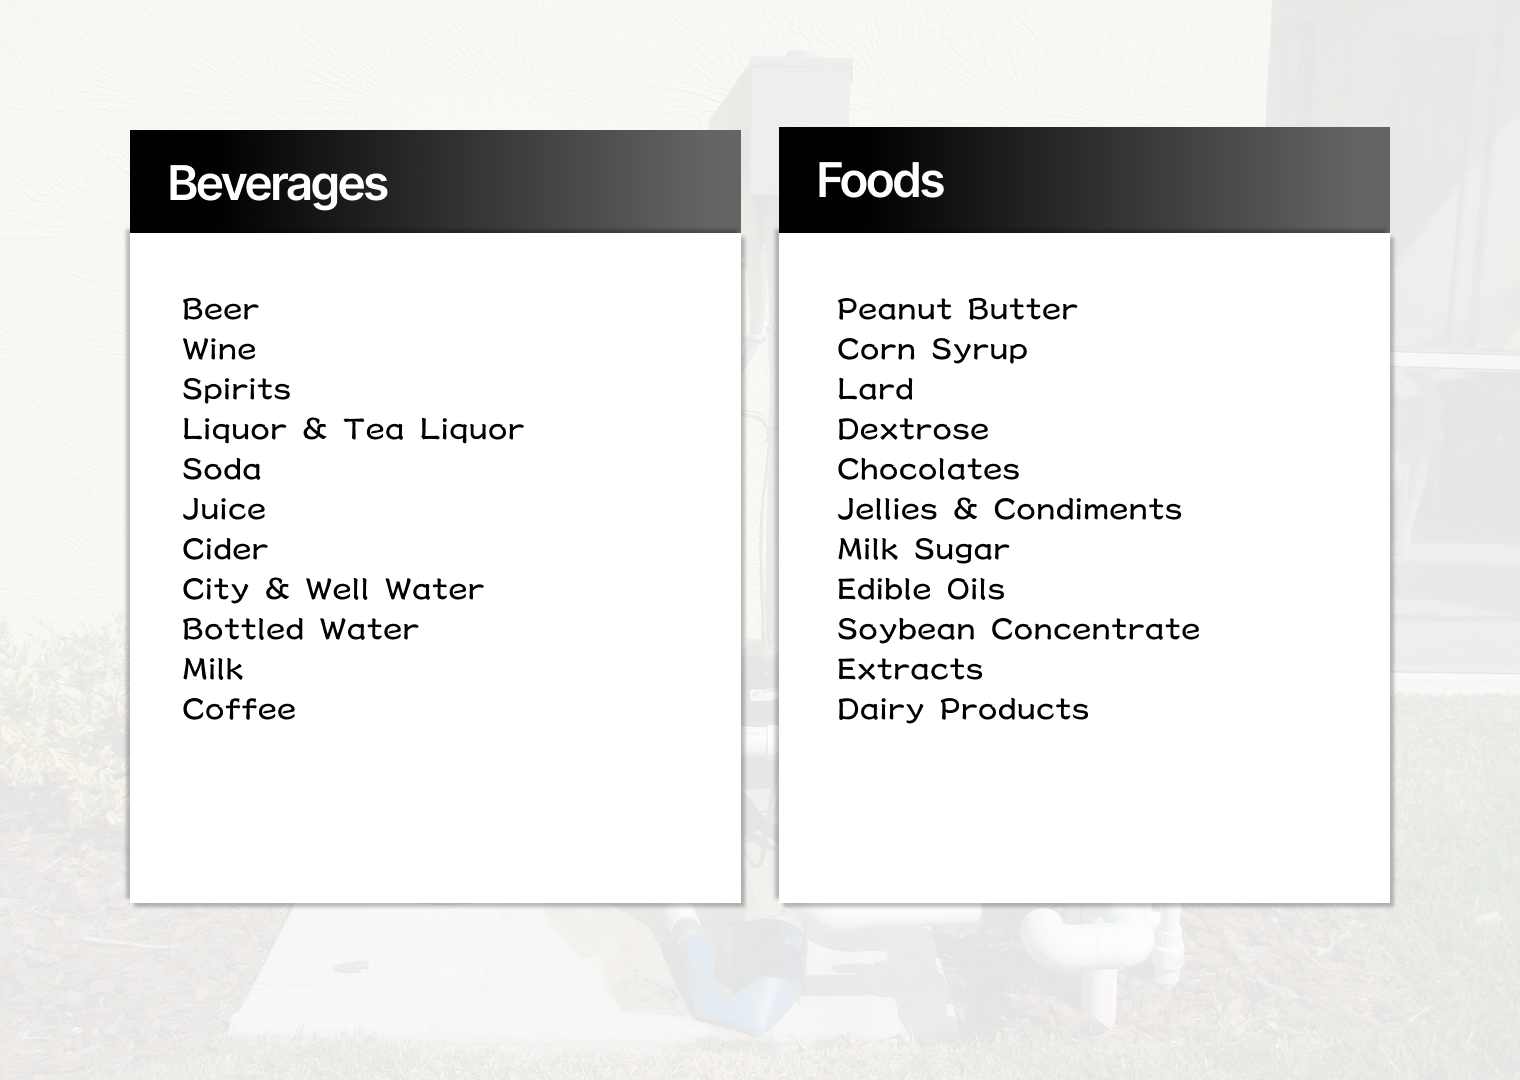 Beverages
Beer
Wine
Spirits
Liquor & Tea Liquor
Soda
Juice
Cider
City & Well Water
Bottled Water
Milk
Coffee
Foods
Peanut Butter
Corn Syrup
Lard
Dextrose
Chocolates
Jellies & Condiments
Milk Sugar
Edible Oils
Soybean Concentrate
Extracts
Dairy Products